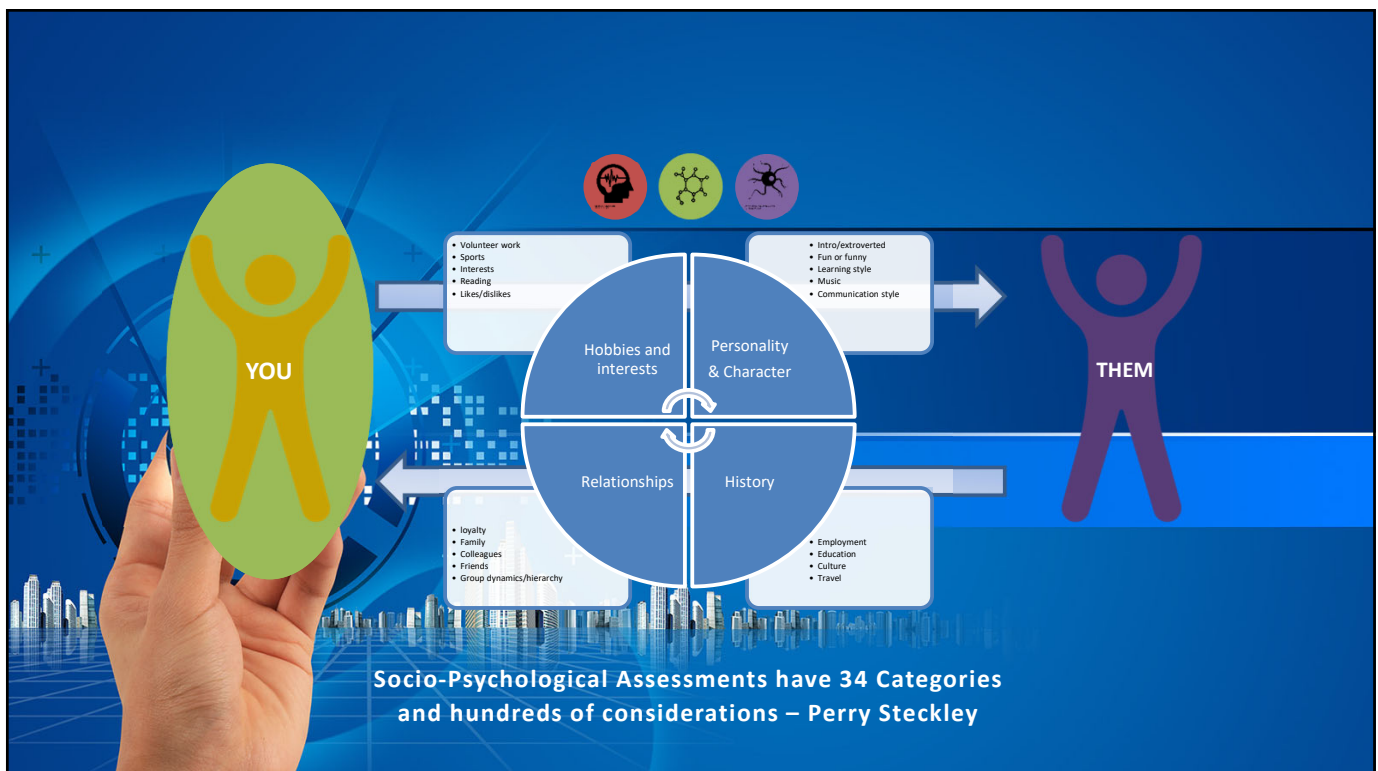 YOU
• Volunteer work
• Sports
• Interests
• Reading
• Likes/dislikes
• Intro/extroverted
• Fun or funny
• Learning style
• Music
• Communication style
Hobbies and
interests
Personality
& Character
THEM
Relationships
History
• loyalty
• Family
• Colleagues
• Friends
• Group dynamics/hierarchy
• Employment
• Education
• Culture
• Travel
Socio-Psychological Assessments have 34 Categories
and hundreds of considerations – Perry Steckley